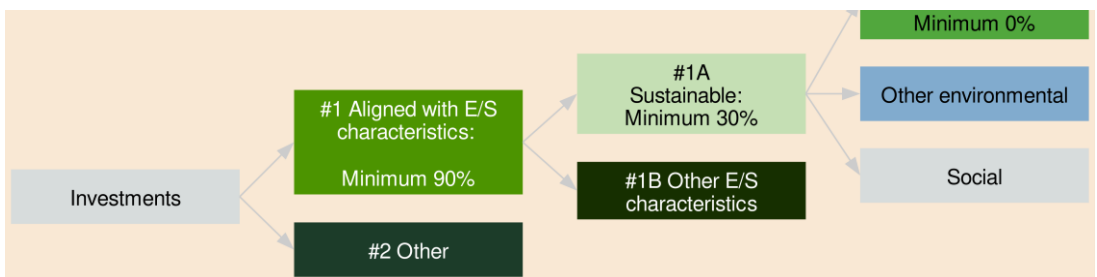 Minimum 0%
#1A
Sustainable:
Minimum 30%
#1 Aligned with E/S
characteristics:
Minimum 90%
Other environmental
#1B Other E/S
characteristics
Social
Investments
#2 Other